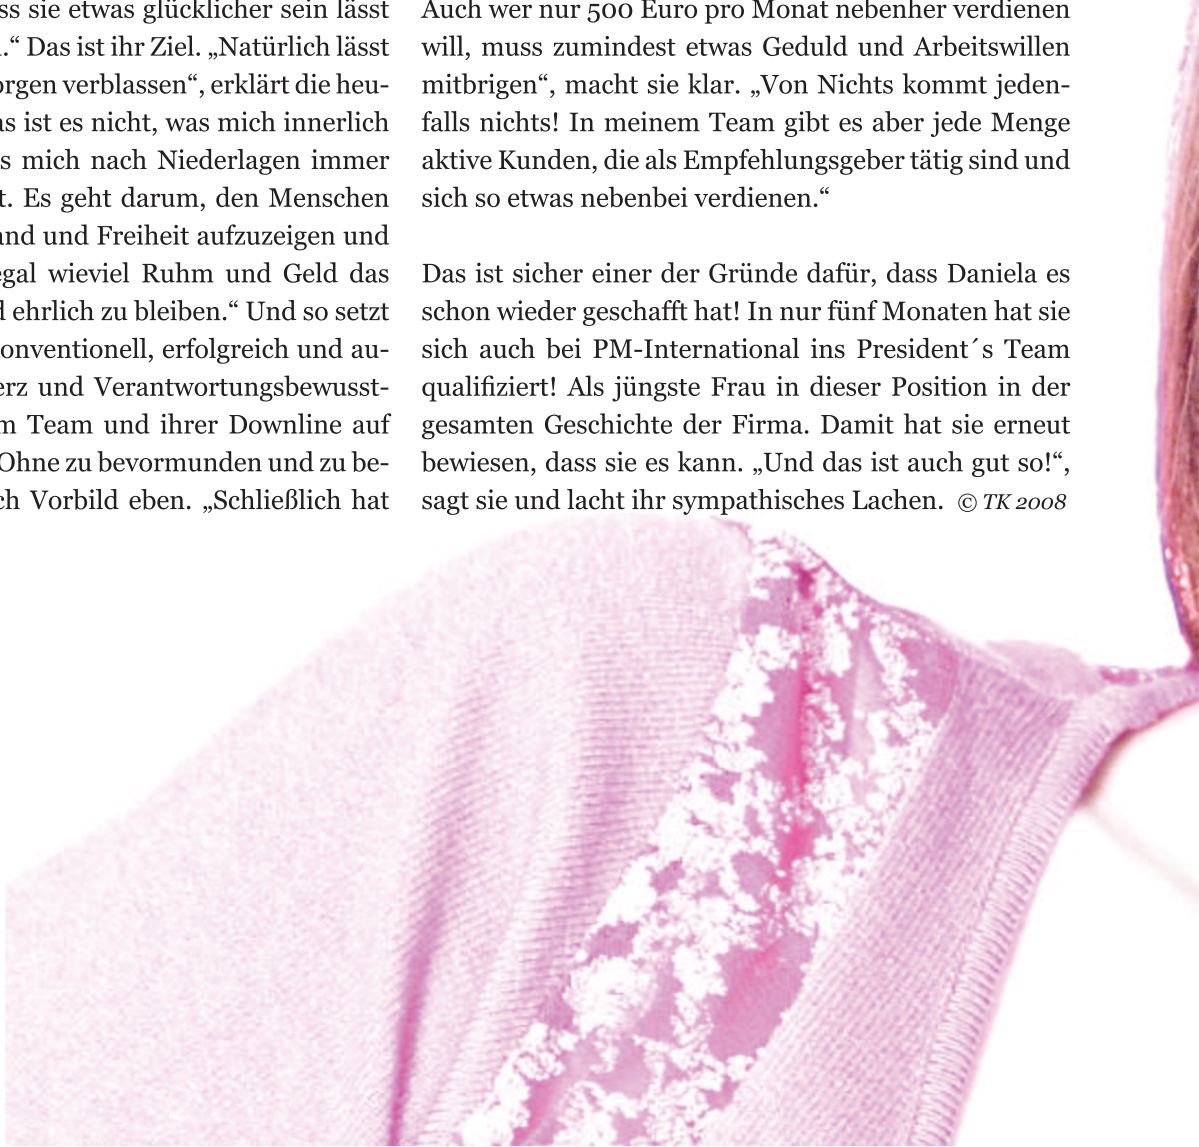 ss sie etwas glücklicher sein lässt
.“ Das ist ihr Ziel. „Natürlich lässt
orgen verblassen“, erklärt die heu-
as ist es nicht, was mich innerlich
s mich nach Niederlagen immer
t. Es geht darum, den Menschen
and und Freiheit aufzuzeigen und
egal wieviel Ruhm und Geld das
d ehrlich zu bleiben.“ Und so setzt
onventionell, erfolgreich und au-
erz und Verantwortungsbewusst-
m Team und ihrer Downline auf
Ohne zu bevormunden und zu be-
ch Vorbild eben. „Schließlich hat
Auch wer nur 500 Euro pro Monat nebenher verdienen
will, muss zumindest etwas Geduld und Arbeitswillen
mitbrigen“, macht sie klar. „Von Nichts kommt jeden-
falls nichts! In meinem Team gibt es aber jede Menge
aktive Kunden, die als Empfehlungsgeber tätig sind und
sich so etwas nebenbei verdienen.“
Das ist sicher einer der Gründe dafür, dass Daniela es
schon wieder geschafft hat! In nur fünf Monaten hat sie
sich auch bei PM-International ins President´s Team
qualifiziert! Als jüngste Frau in dieser Position in der
gesamten Geschichte der Firma. Damit hat sie erneut
bewiesen, dass sie es kann. „Und das ist auch gut so!“,
sagt sie und lacht ihr sympathisches Lachen. © TK 2008